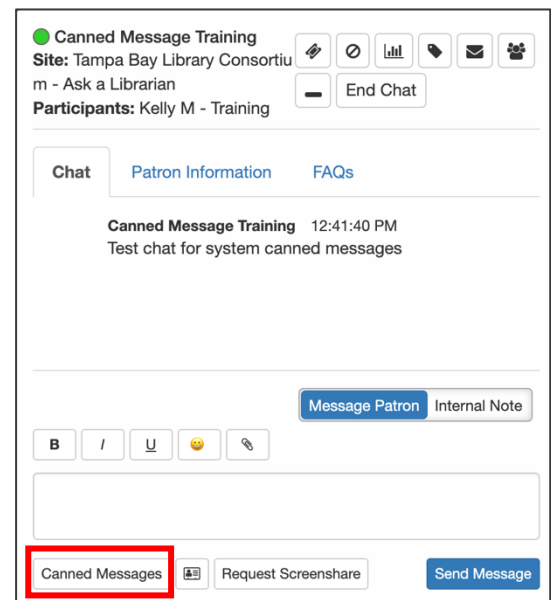 Canned Message Training
Site: Tampa Bay Library Consortiu
m - Ask a Librarian
Participants: Kelly M - Training
End Chat
Chat Patron Information FAQs
Canned Message Training 12:41:40 PM
Test chat for system canned messages
Message Patron Internal Note
B I U
Canned Messages Request Screenshare Send Message